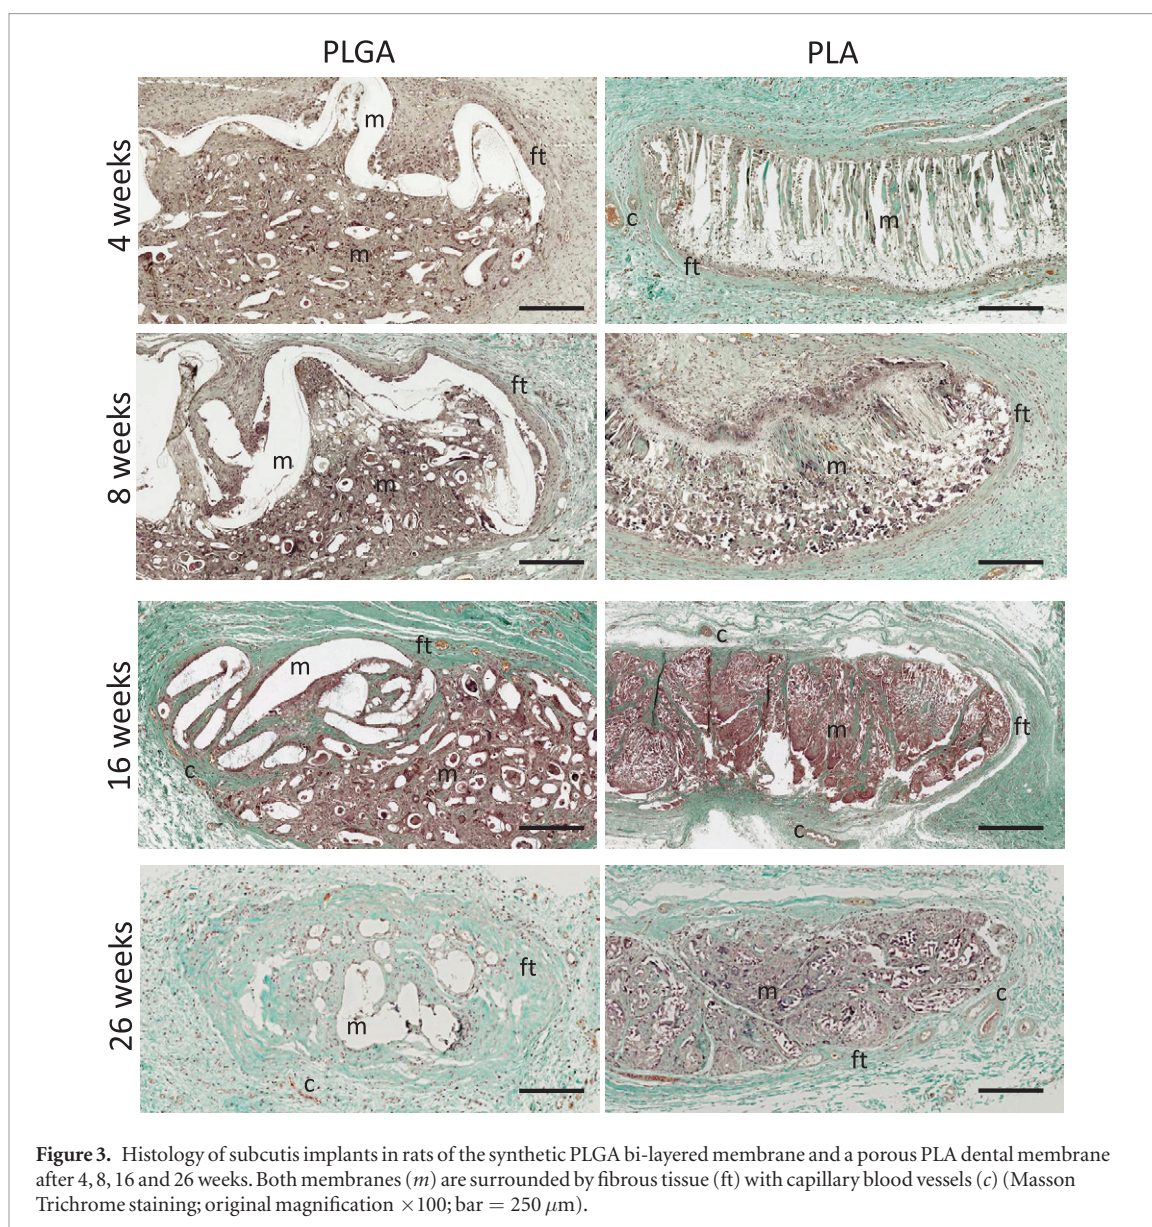 PLGA PLA
4 weeks
m
ft
m
c
m
ft
8 weeks
ft
m
m
ft
m
16 weeks
ft
m
c
m
c
m
ft
c
26 weeks
ft
m
c
m
c
ft
Figure 3. Histology of subcutis implants in rats of the synthetic PLGA bi-layered membrane and a porous PLA dental membrane
after 4, 8, 16 and 26 weeks. Both membranes (m) are surrounded by fibrous tissue (ft) with capillary blood vessels (c) (Masson
Trichrome staining; original magnification ×100; bar = 250 μm).